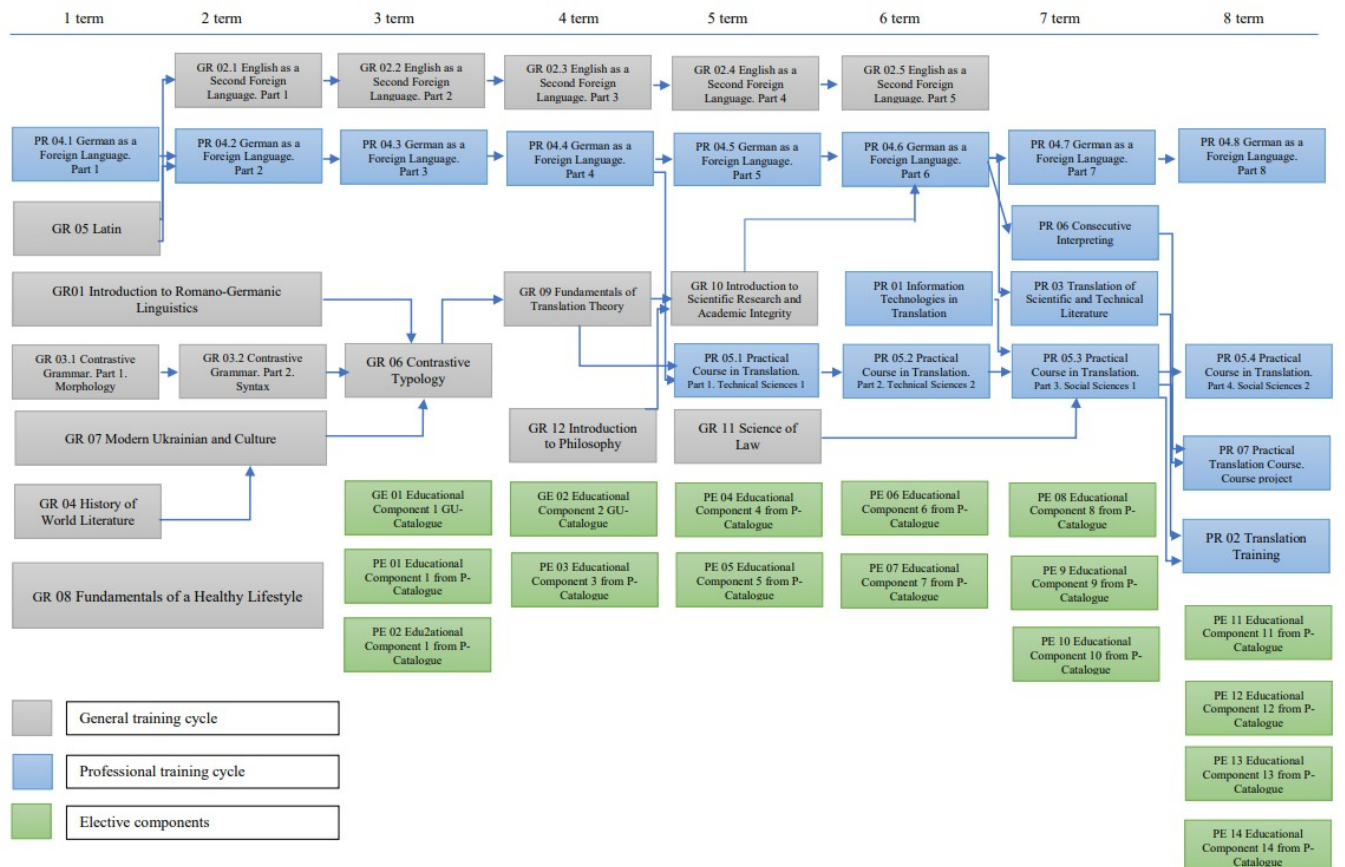 1 term 2 term 3 term 4 term 5 term 6 term 7 term 8 term
GR 02.1 English as a
Second Foreign
Language. Part 1
GR 02.2 English as a
Second Foreign
Language. Part 2
GR 02.3 English as a
Second Foreign
Language. Part 3
GR 02.4 English as a
Second Foreign
Language. Part 4
GR 02.5 English as a
Second Foreign
Language. Part 5
PR 04.1 German as a
Foreign Language.
Part 1
PR 04.2 German as a
Foreign Language.
Part 2
PR 04.3 German as a
Foreign Language.
Part 3
PR 04.4 German as a
Foreign Language.
Part 4
PR 04.5 German as a
Foreign Language.
Part 5
PR 04.6 German as a
Foreign Language.
Part 6
PR 04.7 German as a
Foreign Language.
Part 7
PR 04.8 German as a
Foreign Language.
Part 8
GR 05 Latin
PR 06 Consecutive
Interpreting
GR01 Introduction to Romano-Germanic
Linguistics
GR 09 Fundamentals of
Translation Theory
GR 10 Introduction to
Scientific Research and
Academic Integrity
PR 01 Information
Technologies in
Translation
PR 03 Translation of
Scientific and Technical
Literature
GR 03.1 Contrastive
Grammar. Part 1.
Morphology
GR 03.2 Contrastive
Grammar. Part 2.
Syntax
GR 06 Contrastive
Typology
PR 05.1 Practical
Course in Translation.
Part 1. Technical Sciences 1
PR 05.2 Practical
Course in Translation.
Part 2. Technical Sciences 2
PR 05.3 Practical
Course in Translation.
Part 3. Social Sciences 1
PR 05.4 Practical
Course in Translation.
Part 4. Social Sciences 2
GR 07 Modern Ukrainian and Culture
GR 12 Introduction
to Philosophy
GR 11 Science of
Law
PR 07 Practical
Translation Course.
Course project
GR 04 History of
World Literature
GE 01 Educational
Component 1 GU-
Catalogue
GE 02 Educational
Component 2 GU-
Catalogue
PE 04 Educational
Component 4 from P-
Catalogue
PE 06 Educational
Component 6 from P-
Catalogue
PE 08 Educational
Component 8 from P-
Catalogue
PR 02 Translation
Training
GR 08 Fundamentals of a Healthy Lifestyle
PE 01 Educational
Component 1 from P-
Catalogue
PE 03 Educational
Component 3 from P-
Catalogue
PE 05 Educational
Component 5 from P-
Catalogue
PE 07 Educational
Component 7 from P-
Catalogue
PE 9 Educational
Component 9 from P-
Catalogue
PE 02 Edu2ational
Component 1 from P-
Catalogue
PE 10 Educational
Component 10 from P-
Catalogue
PE 11 Educational
Component 11 from P-
Catalogue
PE 12 Educational
Component 12 from P-
Catalogue
PE 13 Educational
Component 13 from P-
Catalogue
PE 14 Educational
Component 14 from P-
Catalogue
General training cycle
Professional training cycle
Elective components